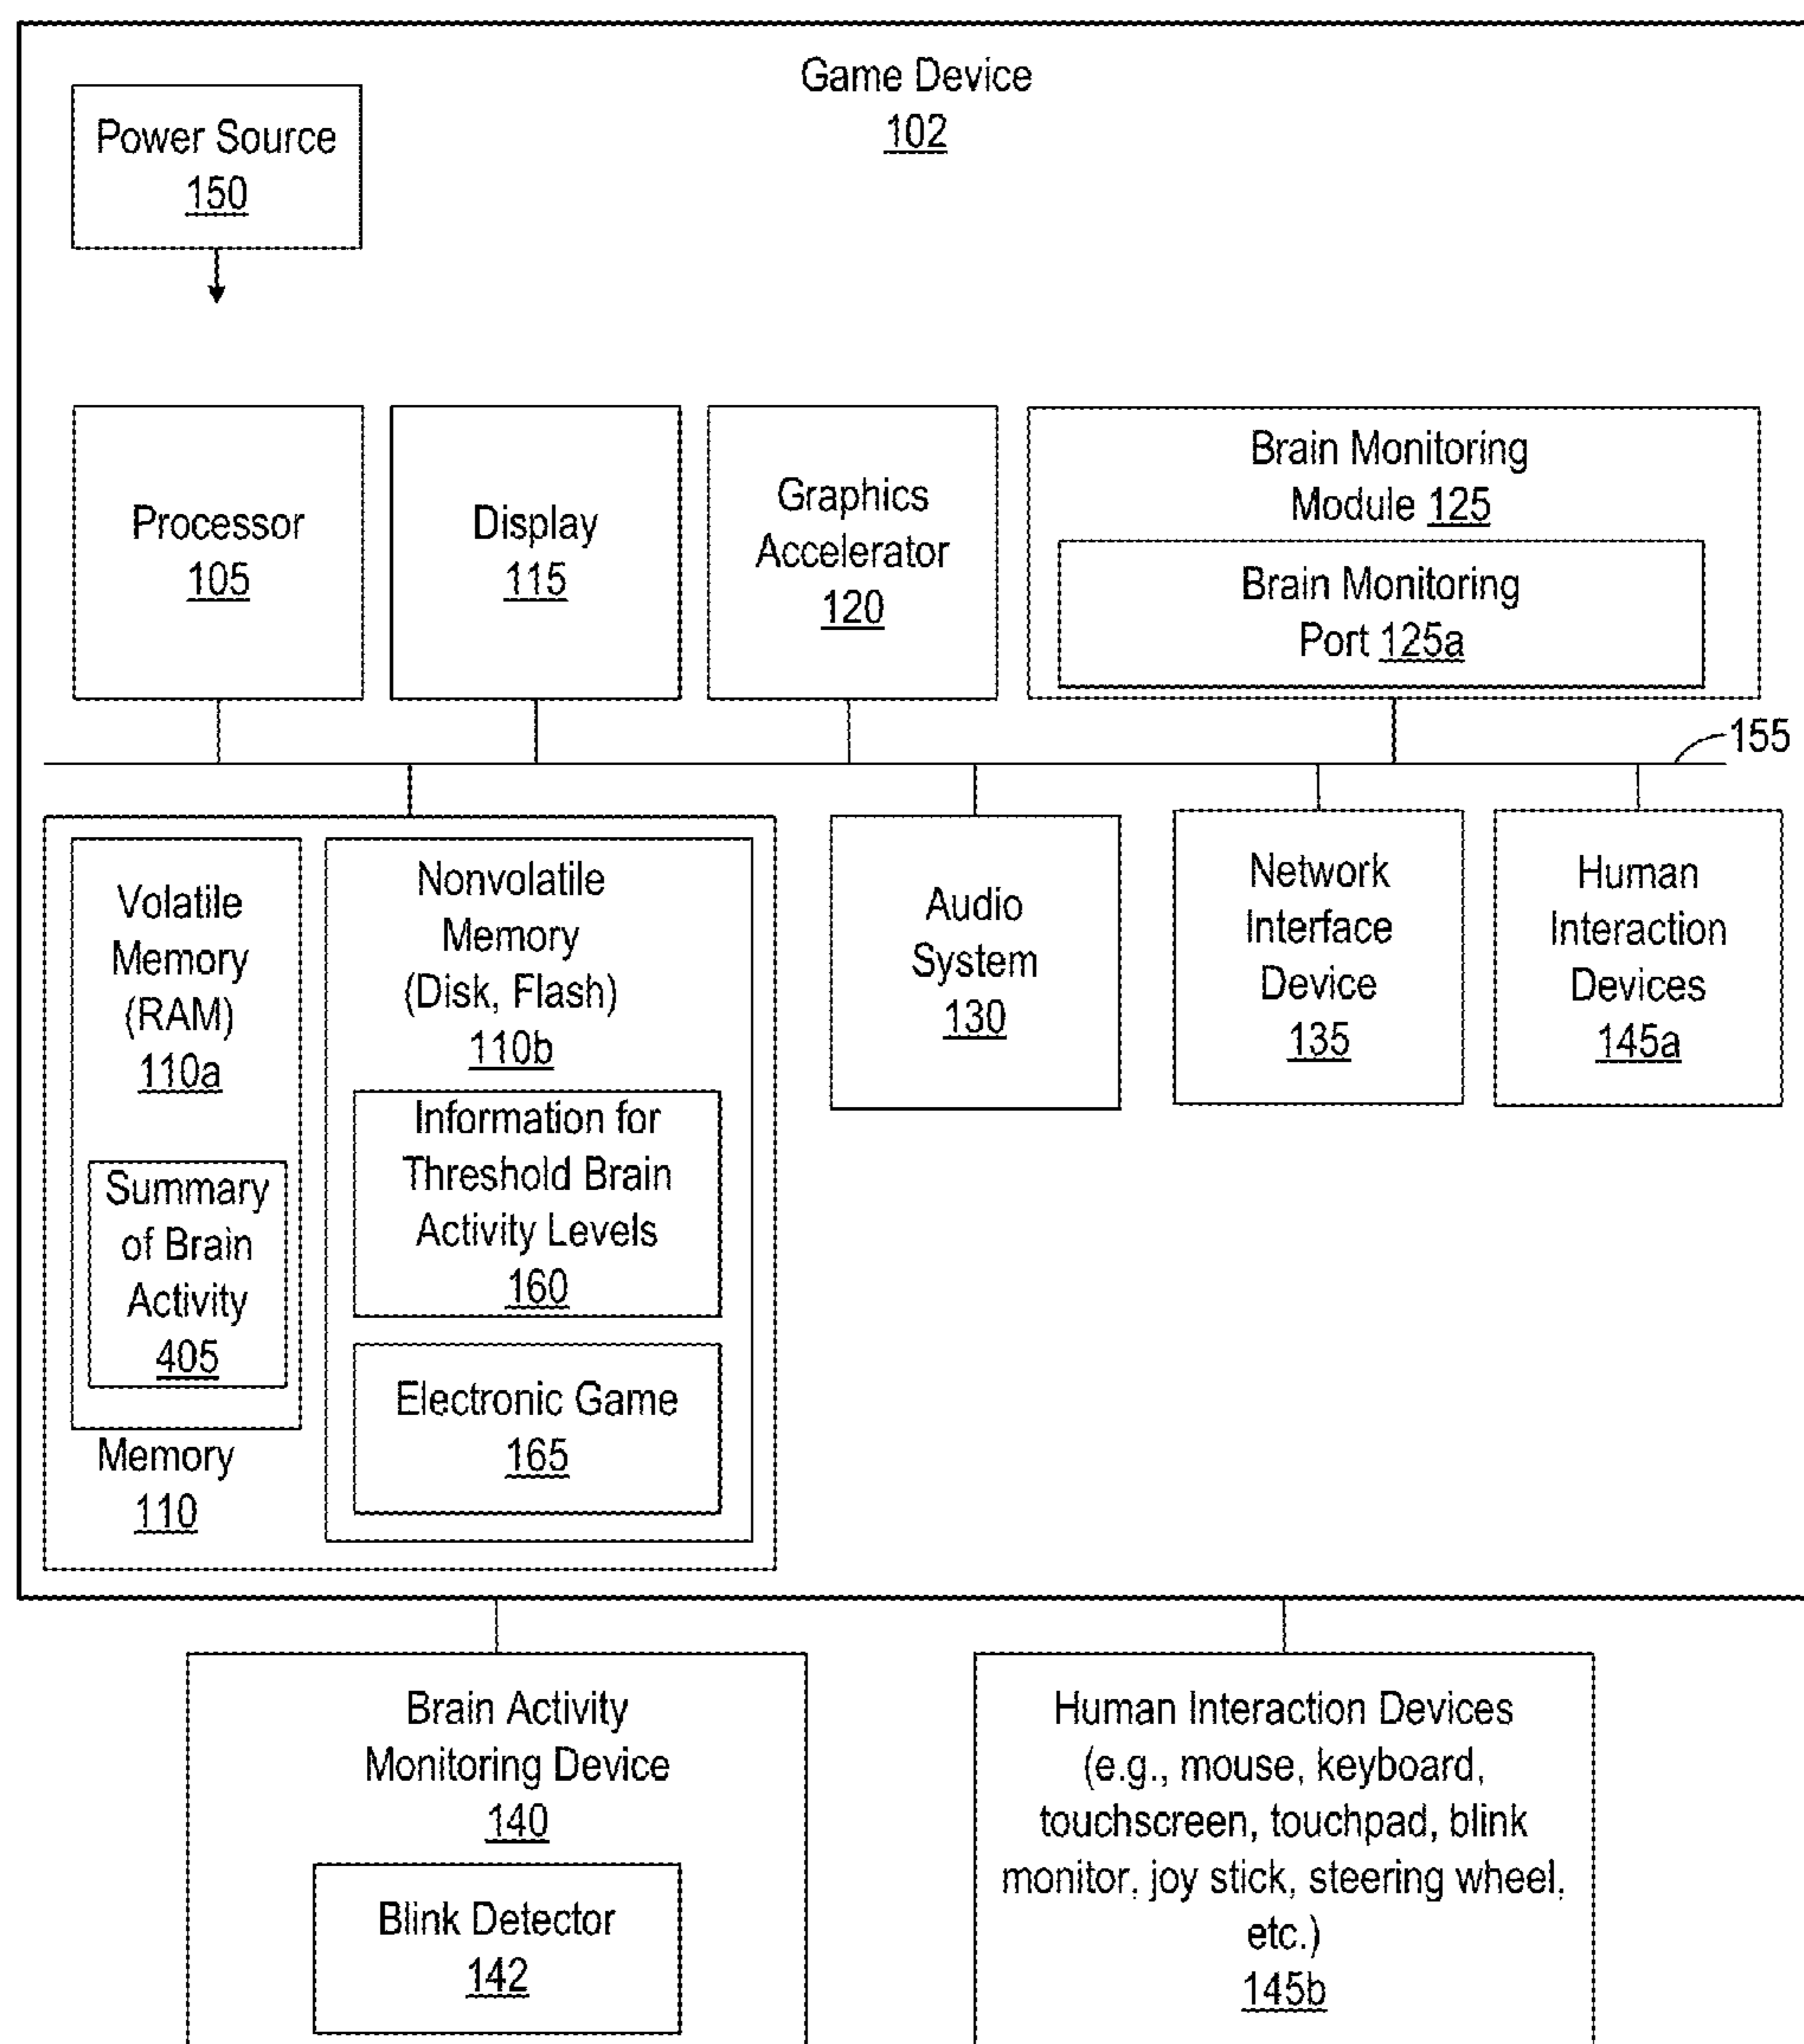 Game Device
102
Power Source
150
Processor
105
Display
115
Graphics
Accelerator
120
Brain Monitoring
Module 125
Brain Monitoring
Port 125a
155
Volatile
Memory
(RAM)
110a
Summary
of Brain
Activity
405
Memory
110
Nonvolatile
Memory
(Disk, Flash)
110b
Information for
Threshold Brain
Activity Levels
160
Electronic Game
165
Audio
System
130
Network
Interface
Device
135
Human
Interaction
Devices
145a
Brain Activity
Monitoring Device
140
Blink Detector
142
Human Interaction Devices
(e.g., mouse, keyboard,
touchscreen, touchpad, blink
monitor, joy stick, steering wheel,
etc.)
145b